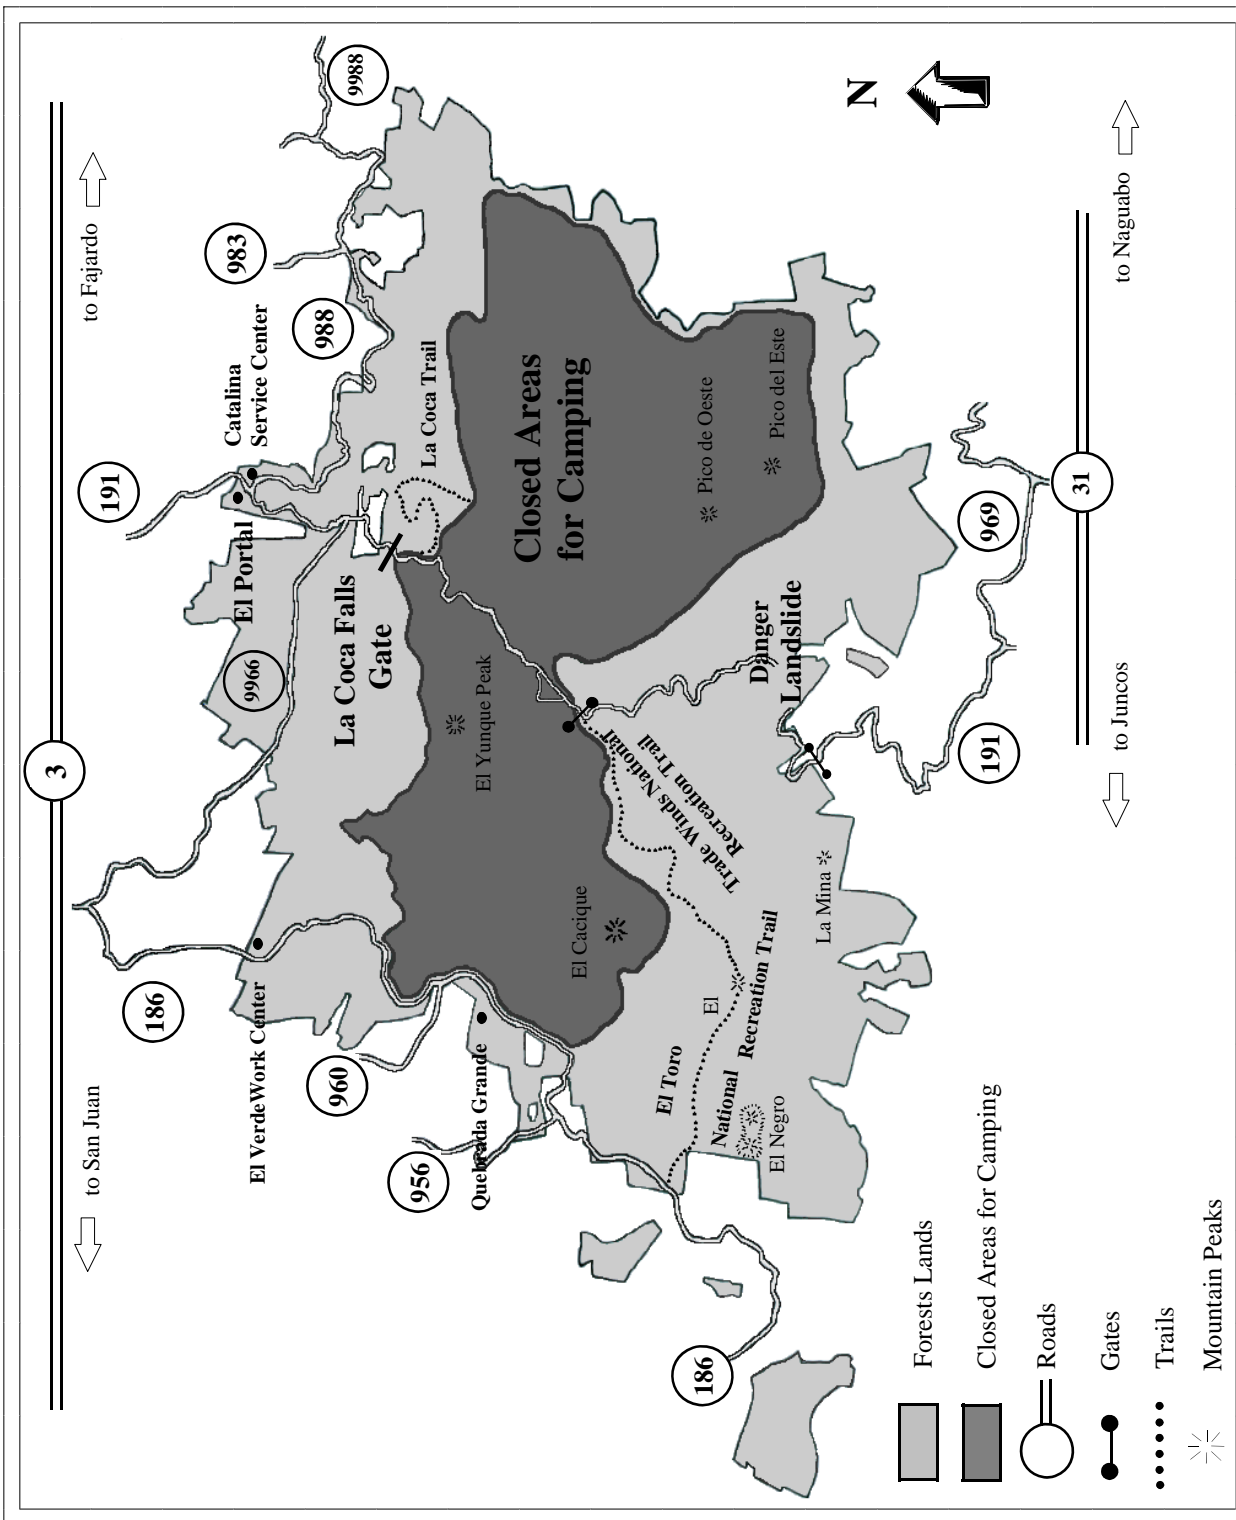 3
to San Juan
to Fajardo
186
9966
191
983
9988
988
El Portal
Catalina
Service Center
El VerdeWork Center
960
956
Quebrada Grande
La Coca Falls
Gate
La Coca Trail
El Yunque Peak
Closed Areas
for Camping
El Cacique
Pico de Oeste
Pico del Este
Trade Winds National
Recreation Trail
Danger
Landslide
El Toro
National Recreation Trail
El
El Negro
La Mina
186
191
969
31
to Juncos
to Naguabo
N
Forests Lands
Closed Areas for Camping
Roads
Gates
Trails
Mountain Peaks